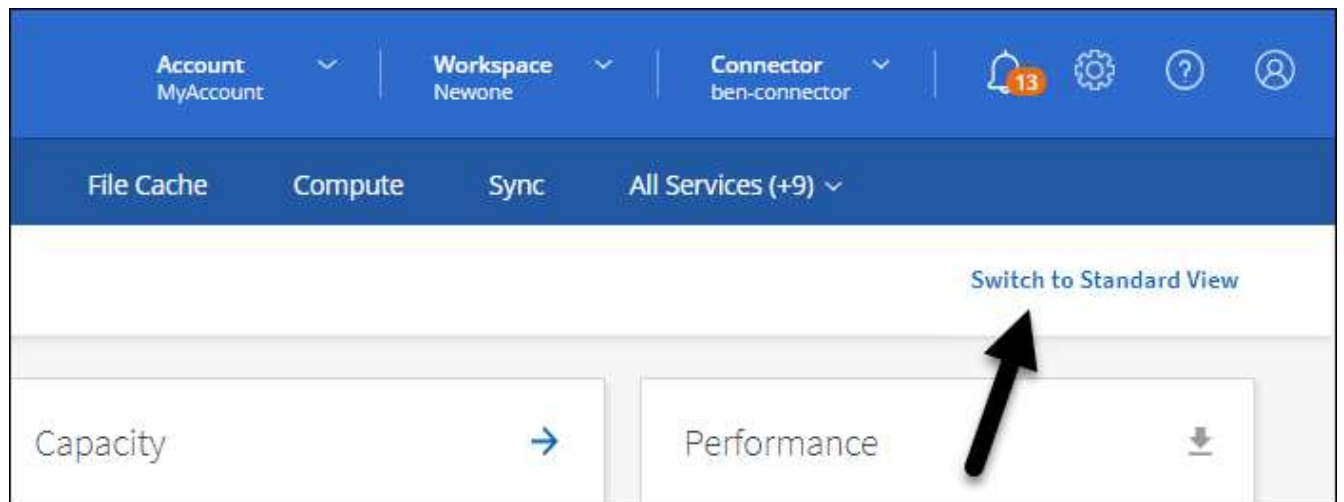 Account Workspace Connector
MyAccount Newone ben-connector 13 ?
File Cache Compute Sync All Services (+9)
Switch to Standard View
Capacity Performance